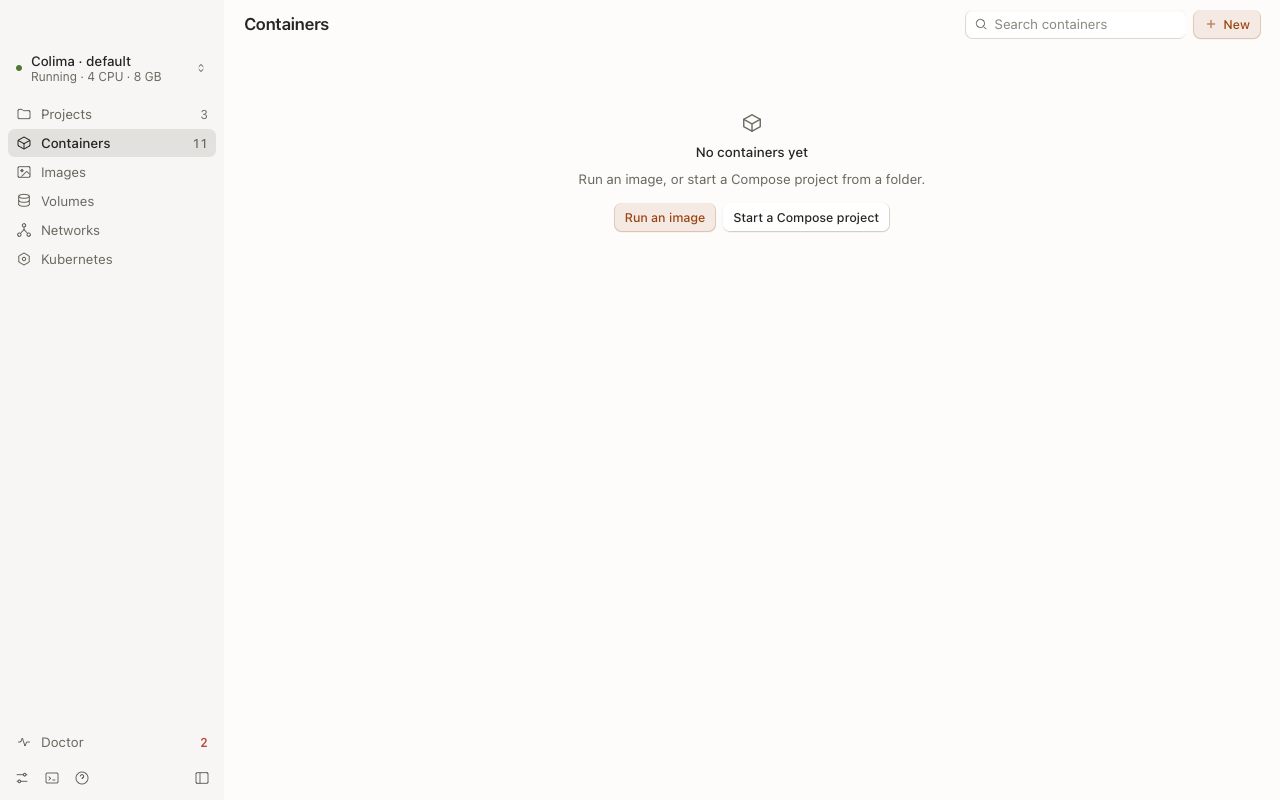 Containers
Search containers
New
Colima · default
Running · 4 CPU · 8 GB
Projects 3
Containers 11
Images
Volumes
Networks
Kubernetes
No containers yet
Run an image, or start a Compose project from a folder.
Run an image
Start a Compose project
Doctor 2